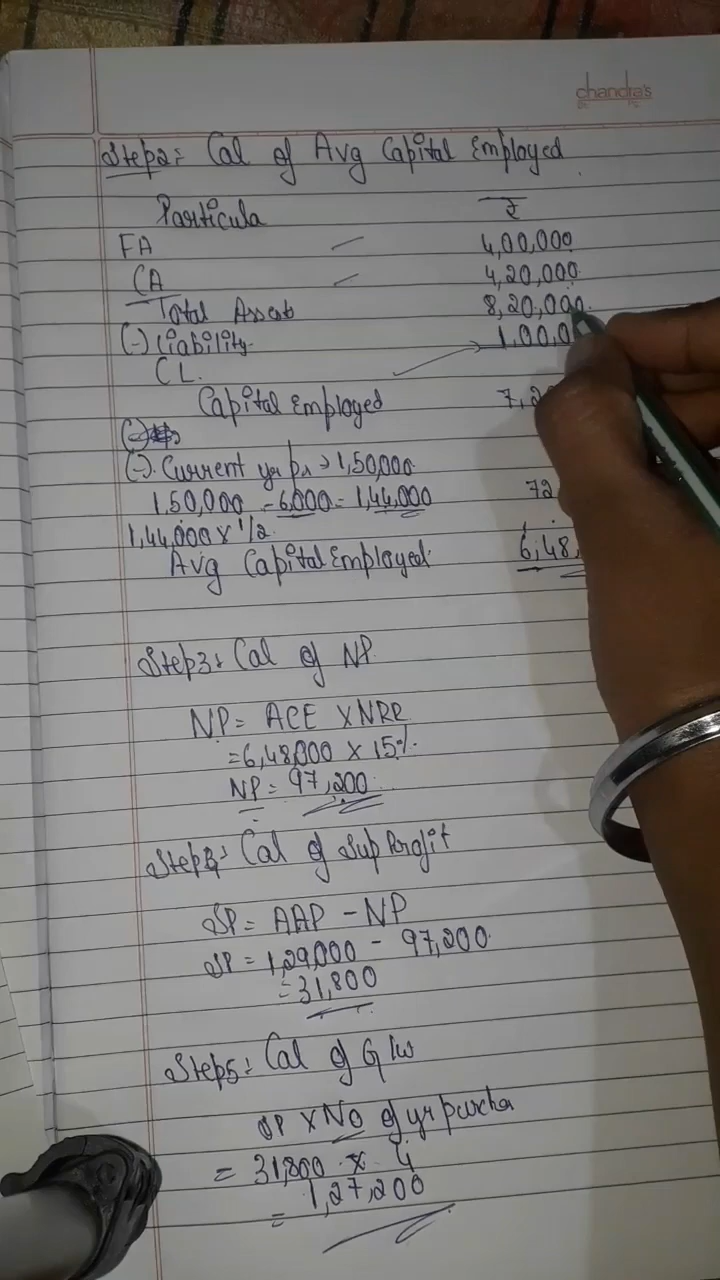 chandra's
Step2: Cal of Avg Capital Employed
Particula ₹
FA 4,00,000
CA 4,20,000
Total Asset 8,20,000
(-) Liability
CL. 1,00,0
Capital Employed 7,2
(-)
(-) Current yr pr → 1,50,000
1,50,000 - 6,000 = 1,44,000 72
1,44,000 x 1/2
Avg Capital Employed 6,48,
Step3: Cal of NP.
NP = ACE X NRR
= 6,48,000 X 15%
NP = 97,200
Step4: Cal of Sup Profit
SP = AAP - NP
SP = 1,29,000 - 97,200
= 31,800
Step5: Cal of G/w
SP X No of yr purcha
= 31,800 x 4
= 1,27,200